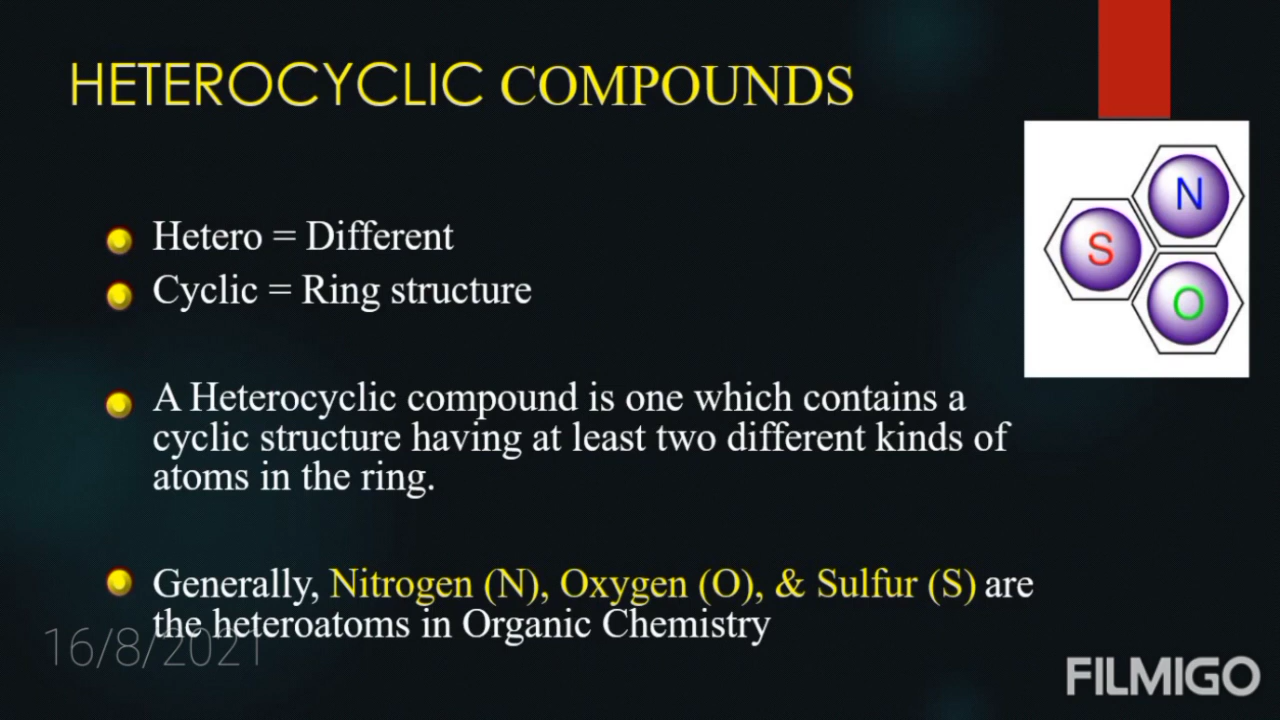 HETEROCYCLIC COMPOUNDS
N
S
O
Hetero = Different
Cyclic = Ring structure
A Heterocyclic compound is one which contains a
cyclic structure having at least two different kinds of
atoms in the ring.
Generally, Nitrogen (N), Oxygen (O), & Sulfur (S) are
the heteroatoms in Organic Chemistry
16/8/2021
FILMIGO